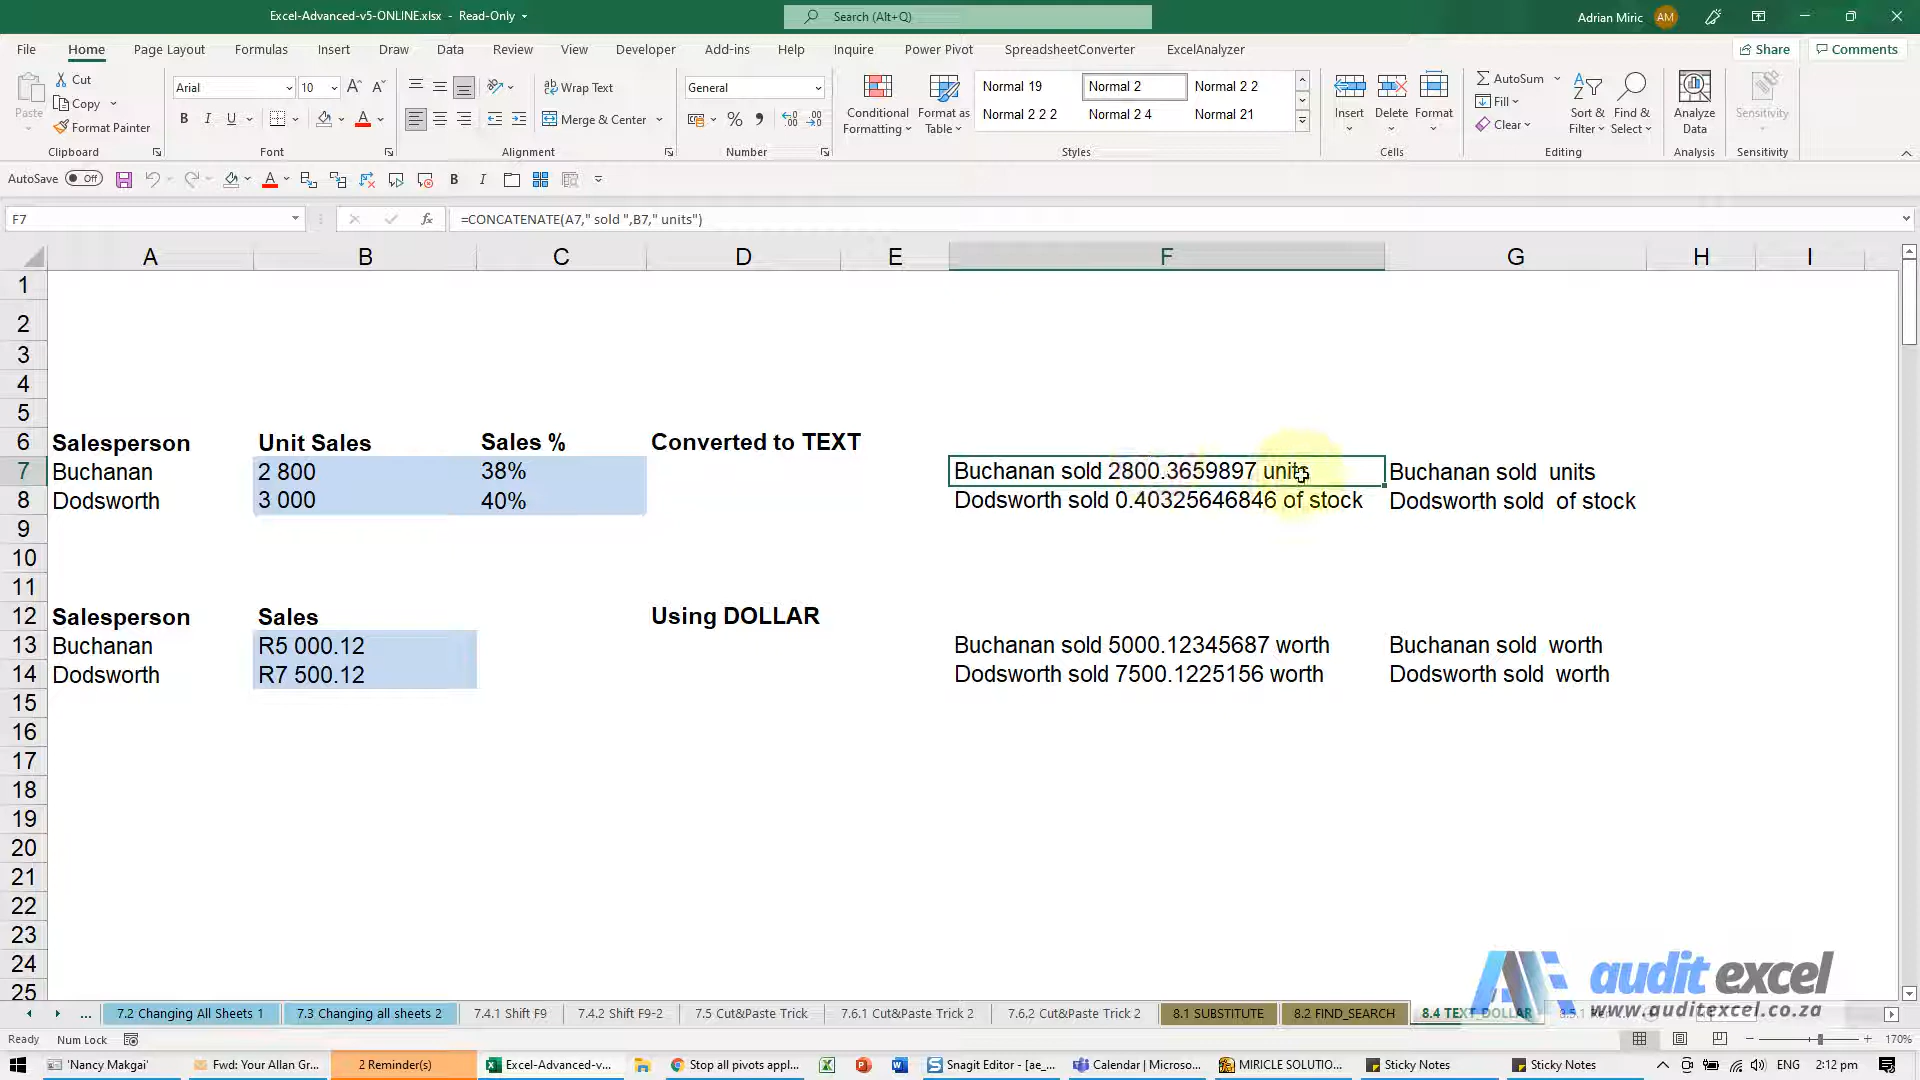 Excel-Advanced-v5-ONLINE.xlsx - Read-Only
Search (Alt+Q)
Adrian Miric AM
File Home Page Layout Formulas Insert Draw Data Review View Developer Add-ins Help Inquire Power Pivot SpreadsheetConverter ExcelAnalyzer Share Comments
Paste Cut Copy Format Painter Clipboard
Arial 10 Font
Wrap Text Merge & Center Alignment
General Number
Conditional Formatting Format as Table
Normal 19 Normal 2 Normal 2 2
Normal 2 2 2 Normal 2 4 Normal 21
Styles
Insert Delete Format Cells
AutoSum Fill Clear Sort & Filter Find & Select Editing
Analyze Data Analysis
Sensitivity Sensitivity
AutoSave Off
F7 fx =CONCATENATE(A7," sold ",B7," units")
A B C D E F G H I
1
2
3
4
5
6 Salesperson Unit Sales Sales % Converted to TEXT
7 Buchanan 2 800 38% Buchanan sold 2800.3659897 units Buchanan sold  units
8 Dodsworth 3 000 40% Dodsworth sold 0.40325646846 of stock Dodsworth sold  of stock
9
10
11
12 Salesperson Sales Using DOLLAR
13 Buchanan R5 000.12 Buchanan sold 5000.12345687 worth Buchanan sold  worth
14 Dodsworth R7 500.12 Dodsworth sold 7500.1225156 worth Dodsworth sold  worth
15
16
17
18
19
20
21
22
23
24
25
audit excel
www.auditexcel.co.za
... 7.2 Changing All Sheets 1 7.3 Changing all sheets 2 7.4.1 Shift F9 7.4.2 Shift F9-2 7.5 Cut&Paste Trick 7.6.1 Cut&Paste Trick 2 7.6.2 Cut&Paste Trick 2 8.1 SUBSTITUTE 8.2 FIND_SEARCH 8.4 TEXT_DOLLAR
Ready Num Lock 170%
'Nancy Makgai' Fwd: Your Allan Gr... 2 Reminder(s) Excel-Advanced-v... Stop all pivots appl... Snagit Editor - [ae_... Calendar | Microso... MIRICLE SOLUTIO... Sticky Notes Sticky Notes ENG 2:12 pm